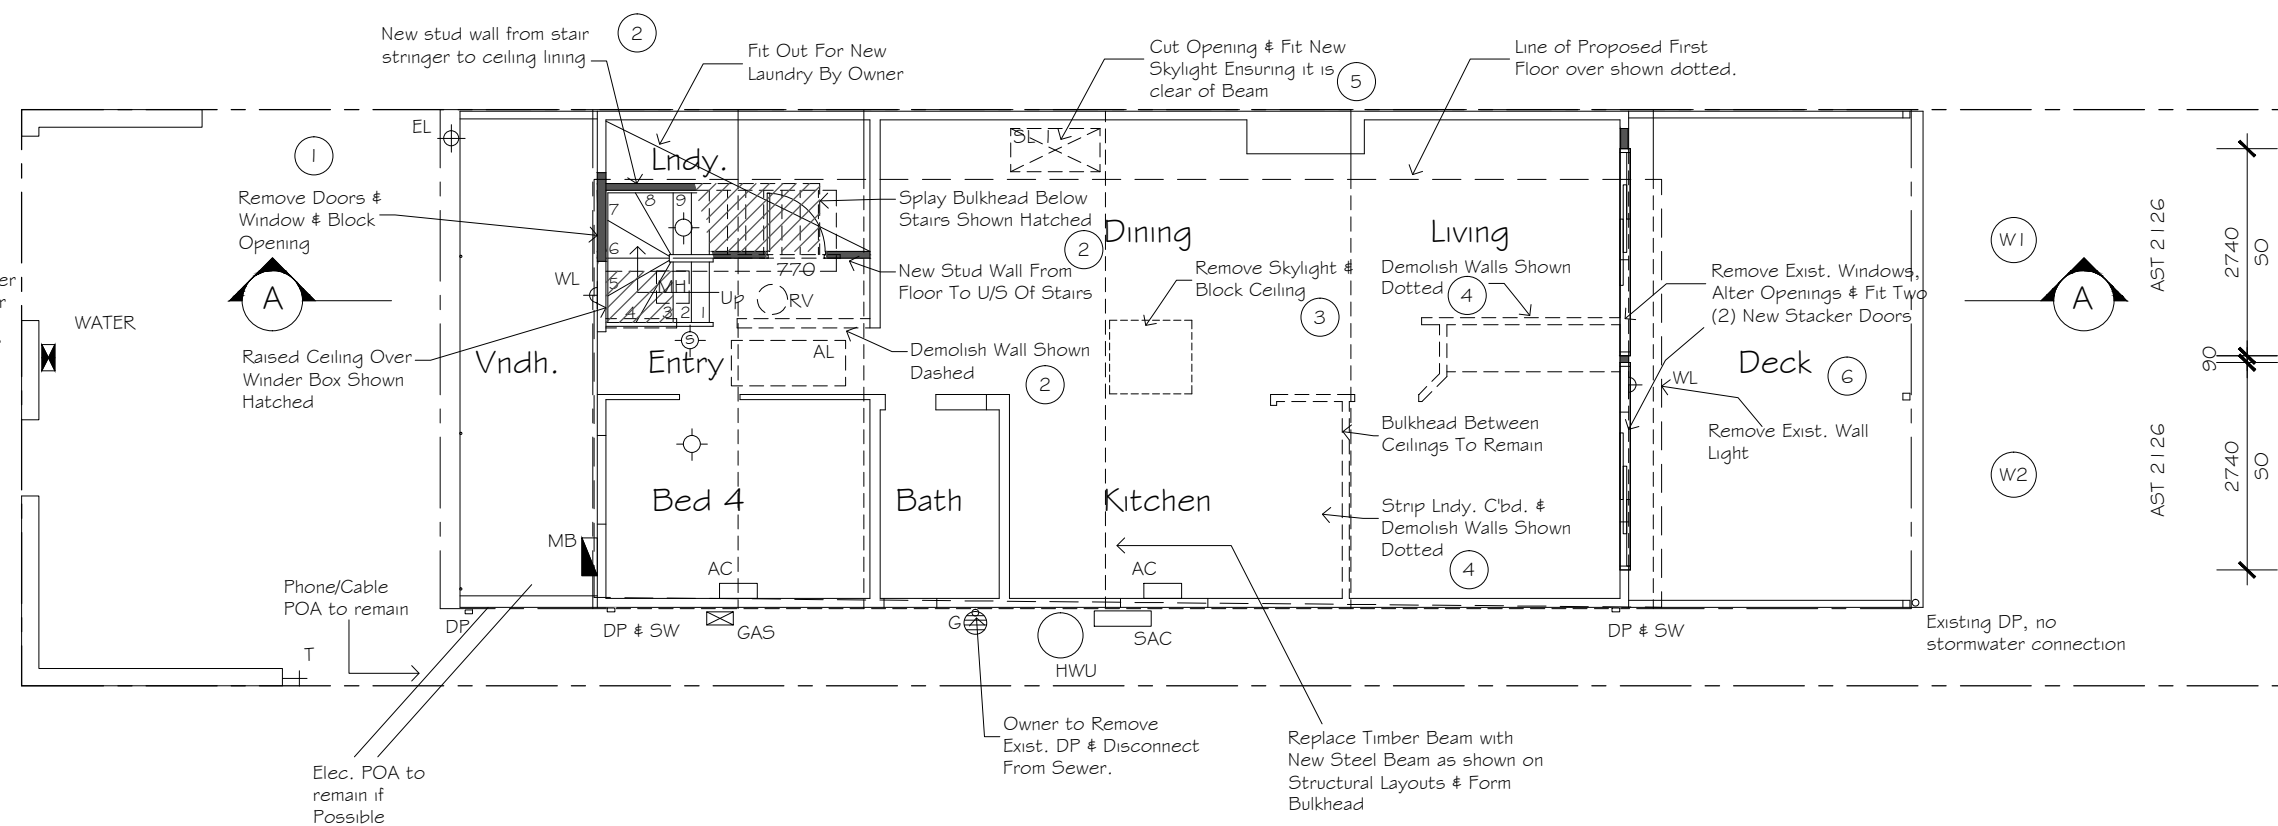 New stud wall from stair
stringer to ceiling lining
2
Fit Out For New
Laundry By Owner
Cut Opening & Fit New
Skylight Ensuring it is
clear of Beam
5
Line of Proposed First
Floor over shown dotted.
EL
1
Remove Doors &
Window & Block
Opening
A
WATER
Raised Ceiling Over
Winder Box Shown
Hatched
Vndh.
WL
Lndy.
SL
7
8
9
6
5
4
3
2
1
MH
Up
770
RV
S
Entry
AL
Splay Bulkhead Below
Stairs Shown Hatched
2
New Stud Wall From
Floor To U/S Of Stairs
Demolish Wall Shown
Dashed
2
Dining
Remove Skylight &
Block Ceiling
3
Living
Demolish Walls Shown
Dotted
4
Remove Exist. Windows,
Alter Openings & Fit Two
(2) New Stacker Doors
Deck
6
WL
Remove Exist. Wall
Light
Bulkhead Between
Ceilings To Remain
Strip Lndy. C'bd. &
Demolish Walls Shown
Dotted
4
Bed 4
Bath
Kitchen
MB
AC
AC
W1
W2
A
AST 2126
2740
SO
90
AST 2126
2740
SO
Phone/Cable
POA to remain
DP
DP & SW
GAS
G
HWU
SAC
DP & SW
Existing DP, no
stormwater connection
T
Elec. POA to
remain if
Possible
Owner to Remove
Exist. DP & Disconnect
From Sewer.
Replace Timber Beam with
New Steel Beam as shown on
Structural Layouts & Form
Bulkhead